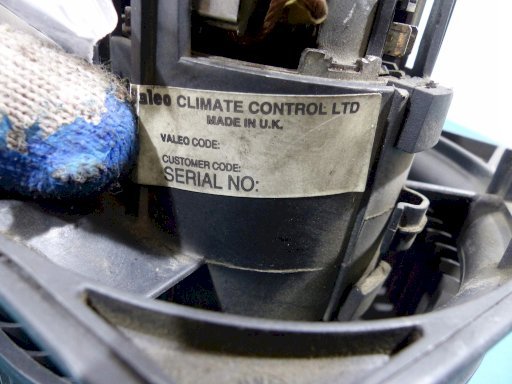 aleo CLIMATE CONTROL LTD
MADE IN U.K.
VALEO CODE:
CUSTOMER CODE:
SERIAL NO: